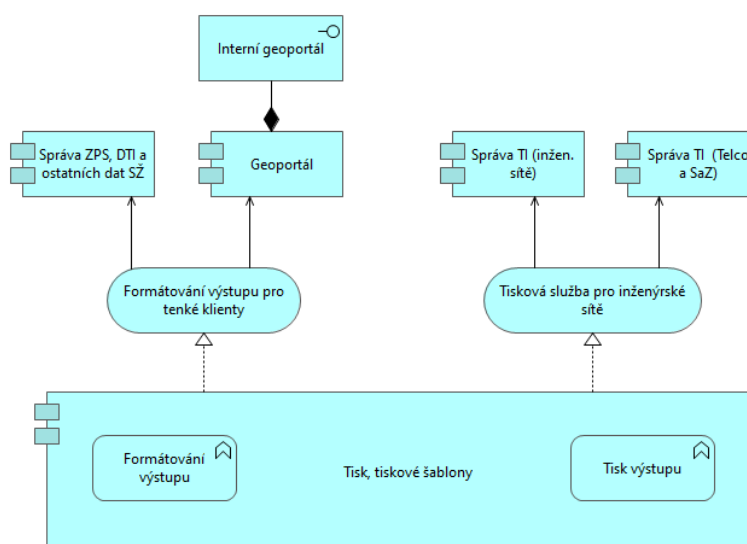 Interní geoportál
Správa ZPS, DTI a
ostatních dat SŽ
Geoportál
Správa TI (inžen.
sítě)
Správa TI (Telco
a SaZ)
Formátování výstupu pro
tenké klienty
Tisková služba pro inženýrské
sítě
Formátování
výstupu
Tisk, tiskové šablony
Tisk výstupu